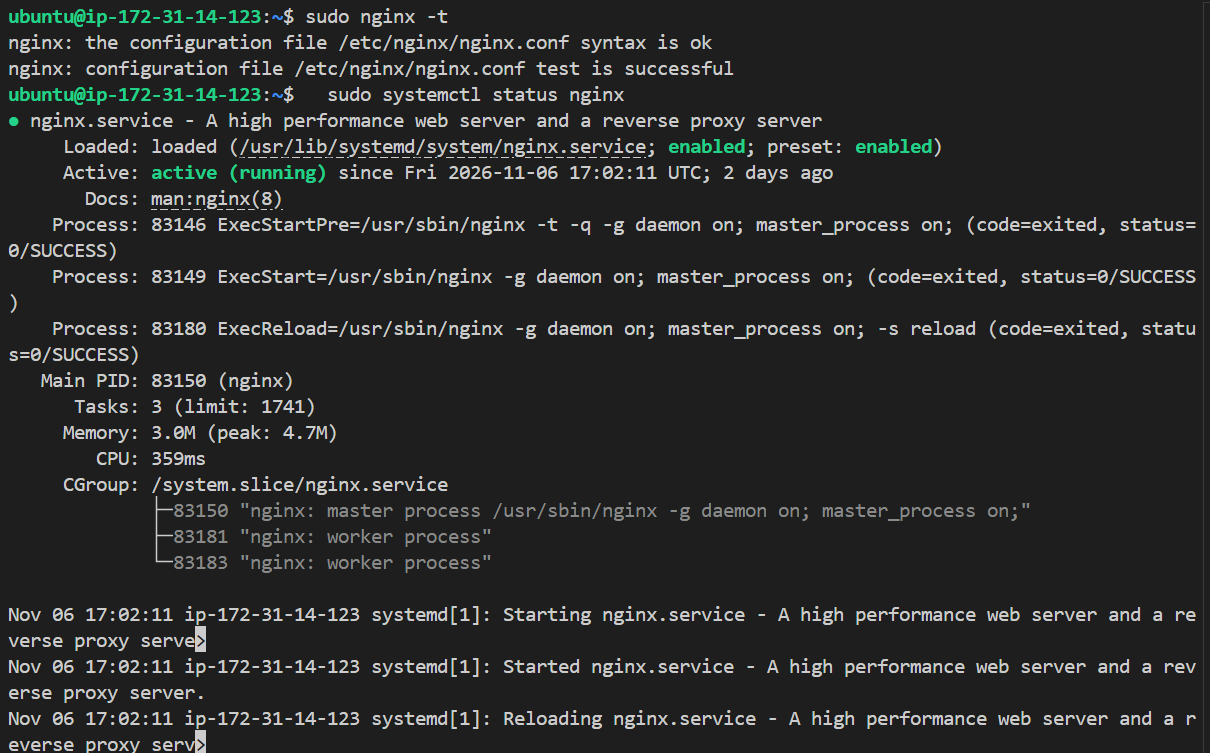 ubuntu@ip-172-31-14-123:~$ sudo nginx -t
nginx: the configuration file /etc/nginx/nginx.conf syntax is ok
nginx: configuration file /etc/nginx/nginx.conf test is successful
ubuntu@ip-172-31-14-123:~$   sudo systemctl status nginx
● nginx.service - A high performance web server and a reverse proxy server
     Loaded: loaded (/usr/lib/systemd/system/nginx.service; enabled; preset: enabled)
     Active: active (running) since Fri 2026-11-06 17:02:11 UTC; 2 days ago
       Docs: man:nginx(8)
    Process: 83146 ExecStartPre=/usr/sbin/nginx -t -q -g daemon on; master_process on; (code=exited, status=
0/SUCCESS)
    Process: 83149 ExecStart=/usr/sbin/nginx -g daemon on; master_process on; (code=exited, status=0/SUCCESS
)
    Process: 83180 ExecReload=/usr/sbin/nginx -g daemon on; master_process on; -s reload (code=exited, statu
s=0/SUCCESS)
   Main PID: 83150 (nginx)
      Tasks: 3 (limit: 1741)
     Memory: 3.0M (peak: 4.7M)
        CPU: 359ms
     CGroup: /system.slice/nginx.service
             ├─83150 "nginx: master process /usr/sbin/nginx -g daemon on; master_process on;"
             ├─83181 "nginx: worker process"
             └─83183 "nginx: worker process"

Nov 06 17:02:11 ip-172-31-14-123 systemd[1]: Starting nginx.service - A high performance web server and a re
verse proxy serve>
Nov 06 17:02:11 ip-172-31-14-123 systemd[1]: Started nginx.service - A high performance web server and a rev
erse proxy server.
Nov 06 17:02:11 ip-172-31-14-123 systemd[1]: Reloading nginx.service - A high performance web server and a r
everse proxy serv>